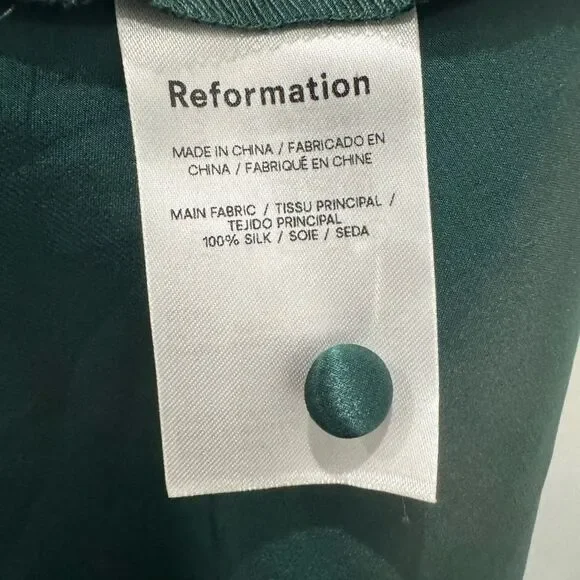 Reformation
MADE IN CHINA / FABRICADO EN
CHINA / FABRIQUÉ EN CHINE
MAIN FABRIC / TISSU PRINCIPAL /
TEJIDO PRINCIPAL
100% SILK / SOIE / SEDA